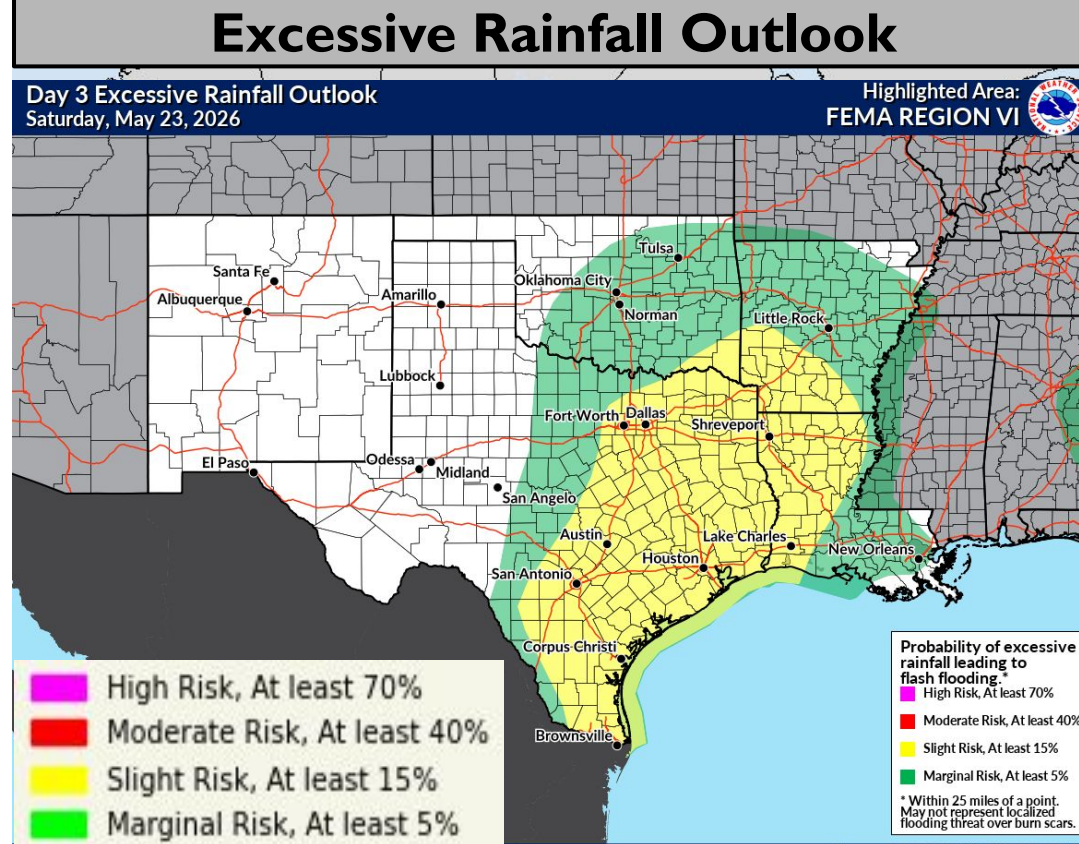 Excessive Rainfall Outlook
Day 3 Excessive Rainfall Outlook
Saturday, May 23, 2026
Highlighted Area:
FEMA REGION VI
Tulsa
Santa Fe
Oklahoma City
Albuquerque
Amarillo
Norman
Little Rock
Lubbock
Fort Worth
Dallas
Shreveport
El Paso
Odessa
Midland
San Angelo
Austin
Lake Charles
Houston
New Orleans
San Antonio
Corpus Christi
Brownsville
High Risk, At least 70%
Moderate Risk, At least 40%
Slight Risk, At least 15%
Marginal Risk, At least 5%
Probability of excessive
rainfall leading to
flash flooding.*
High Risk, At least 70%
Moderate Risk, At least 40%
Slight Risk, At least 15%
Marginal Risk, At least 5%
* Within 25 miles of a point.
May not represent localized
flooding threat over burn scars.